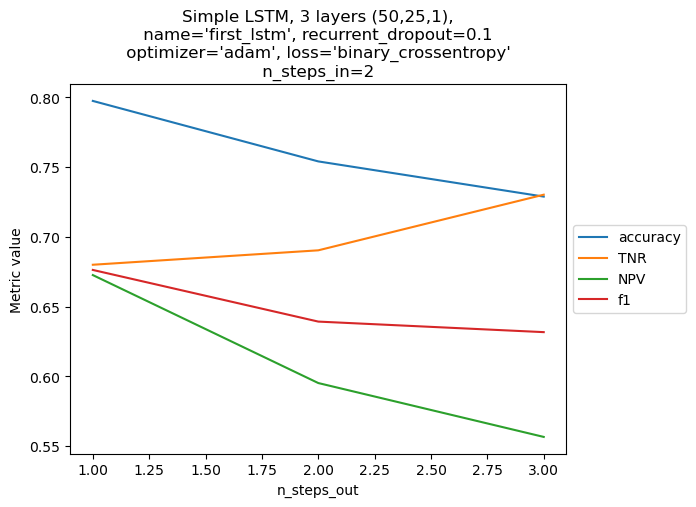 Simple LSTM, 3 layers (50,25,1),
name='first_lstm', recurrent_dropout=0.1
optimizer='adam', loss='binary_crossentropy'
n_steps_in=2
0.80
0.75
0.70
0.65
0.60
0.55
Metric value
1.00 1.25 1.50 1.75 2.00 2.25 2.50 2.75 3.00
n_steps_out
accuracy
TNR
NPV
f1